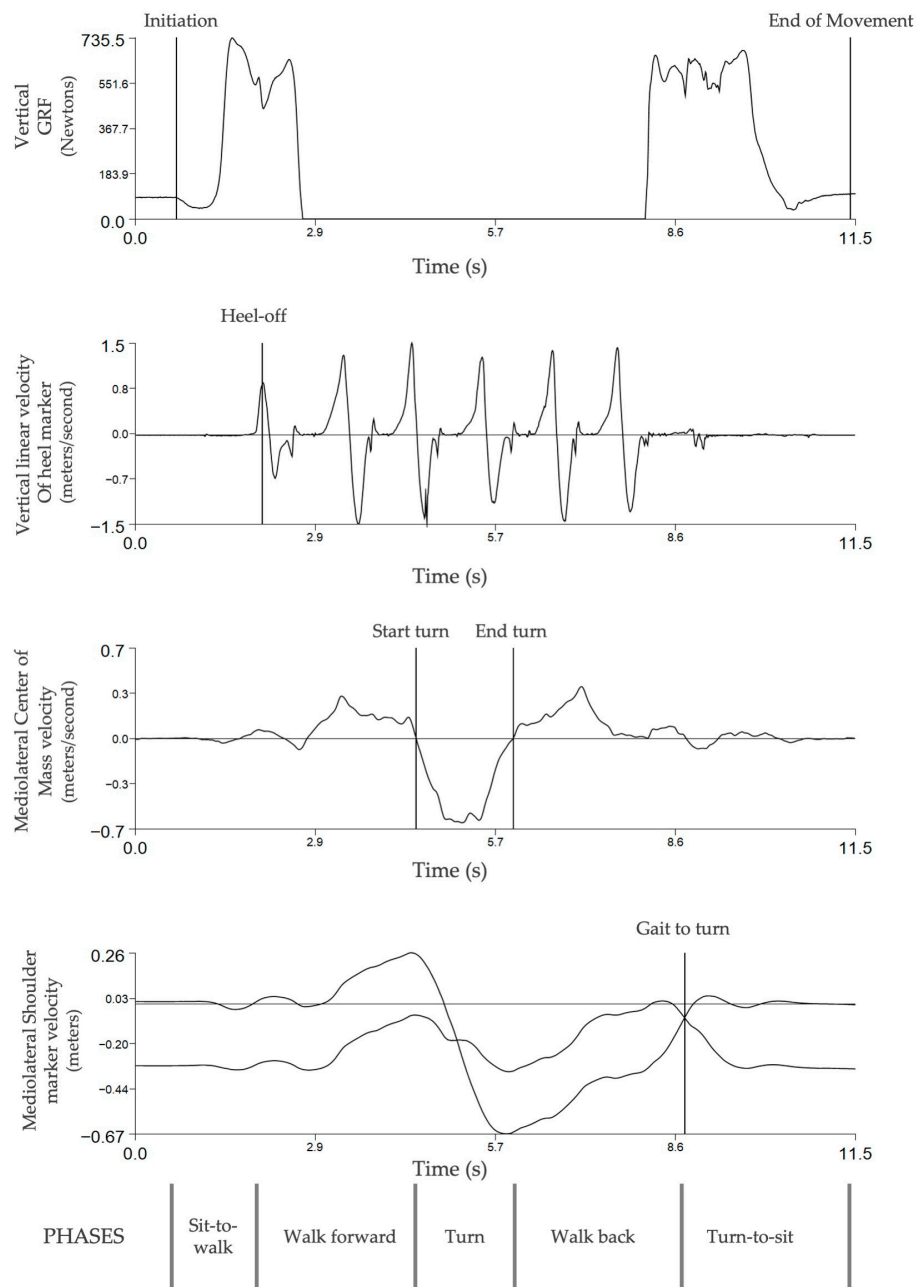 Initiation
End of Movement
Vertical
GRF
(Newtons)
735.5
551.6
367.7
183.9
0.0
0.0
2.9
5.7
8.6
11.5
Time (s)
Heel-off
Vertical linear velocity
Of heel marker
(meters/second)
1.5
0.8
0.0
−0.7
−1.5
0.0
2.9
5.7
8.6
11.5
Time (s)
Start turn
End turn
Mediolateral Center of
Mass velocity
(meters/second)
0.7
0.3
0.0
−0.3
−0.7
0.0
2.9
5.7
8.6
11.5
Time (s)
Gait to turn
Mediolateral Shoulder
marker velocity
(meters)
0.26
0.03
−0.20
−0.44
−0.67
0.0
2.9
5.7
8.6
11.5
Time (s)
PHASES
Sit-to-
walk
Walk forward
Turn
Walk back
Turn-to-sit